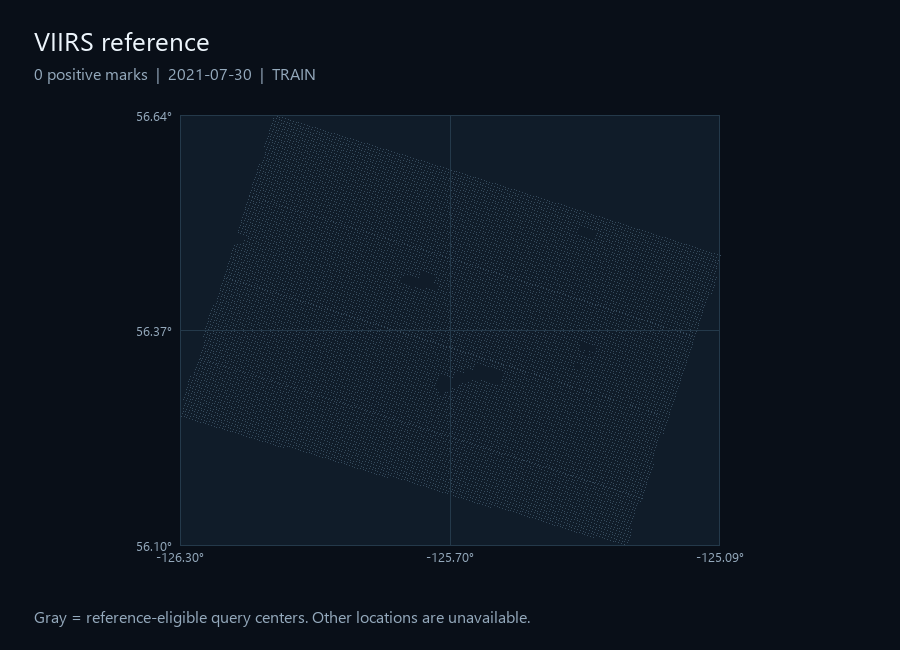 VIIRS reference
0 positive marks | 2021-07-30 | TRAIN
56.64°
56.37°
56.10°
-126.30°
-125.70°
-125.09°
Gray = reference-eligible query centers. Other locations are unavailable.